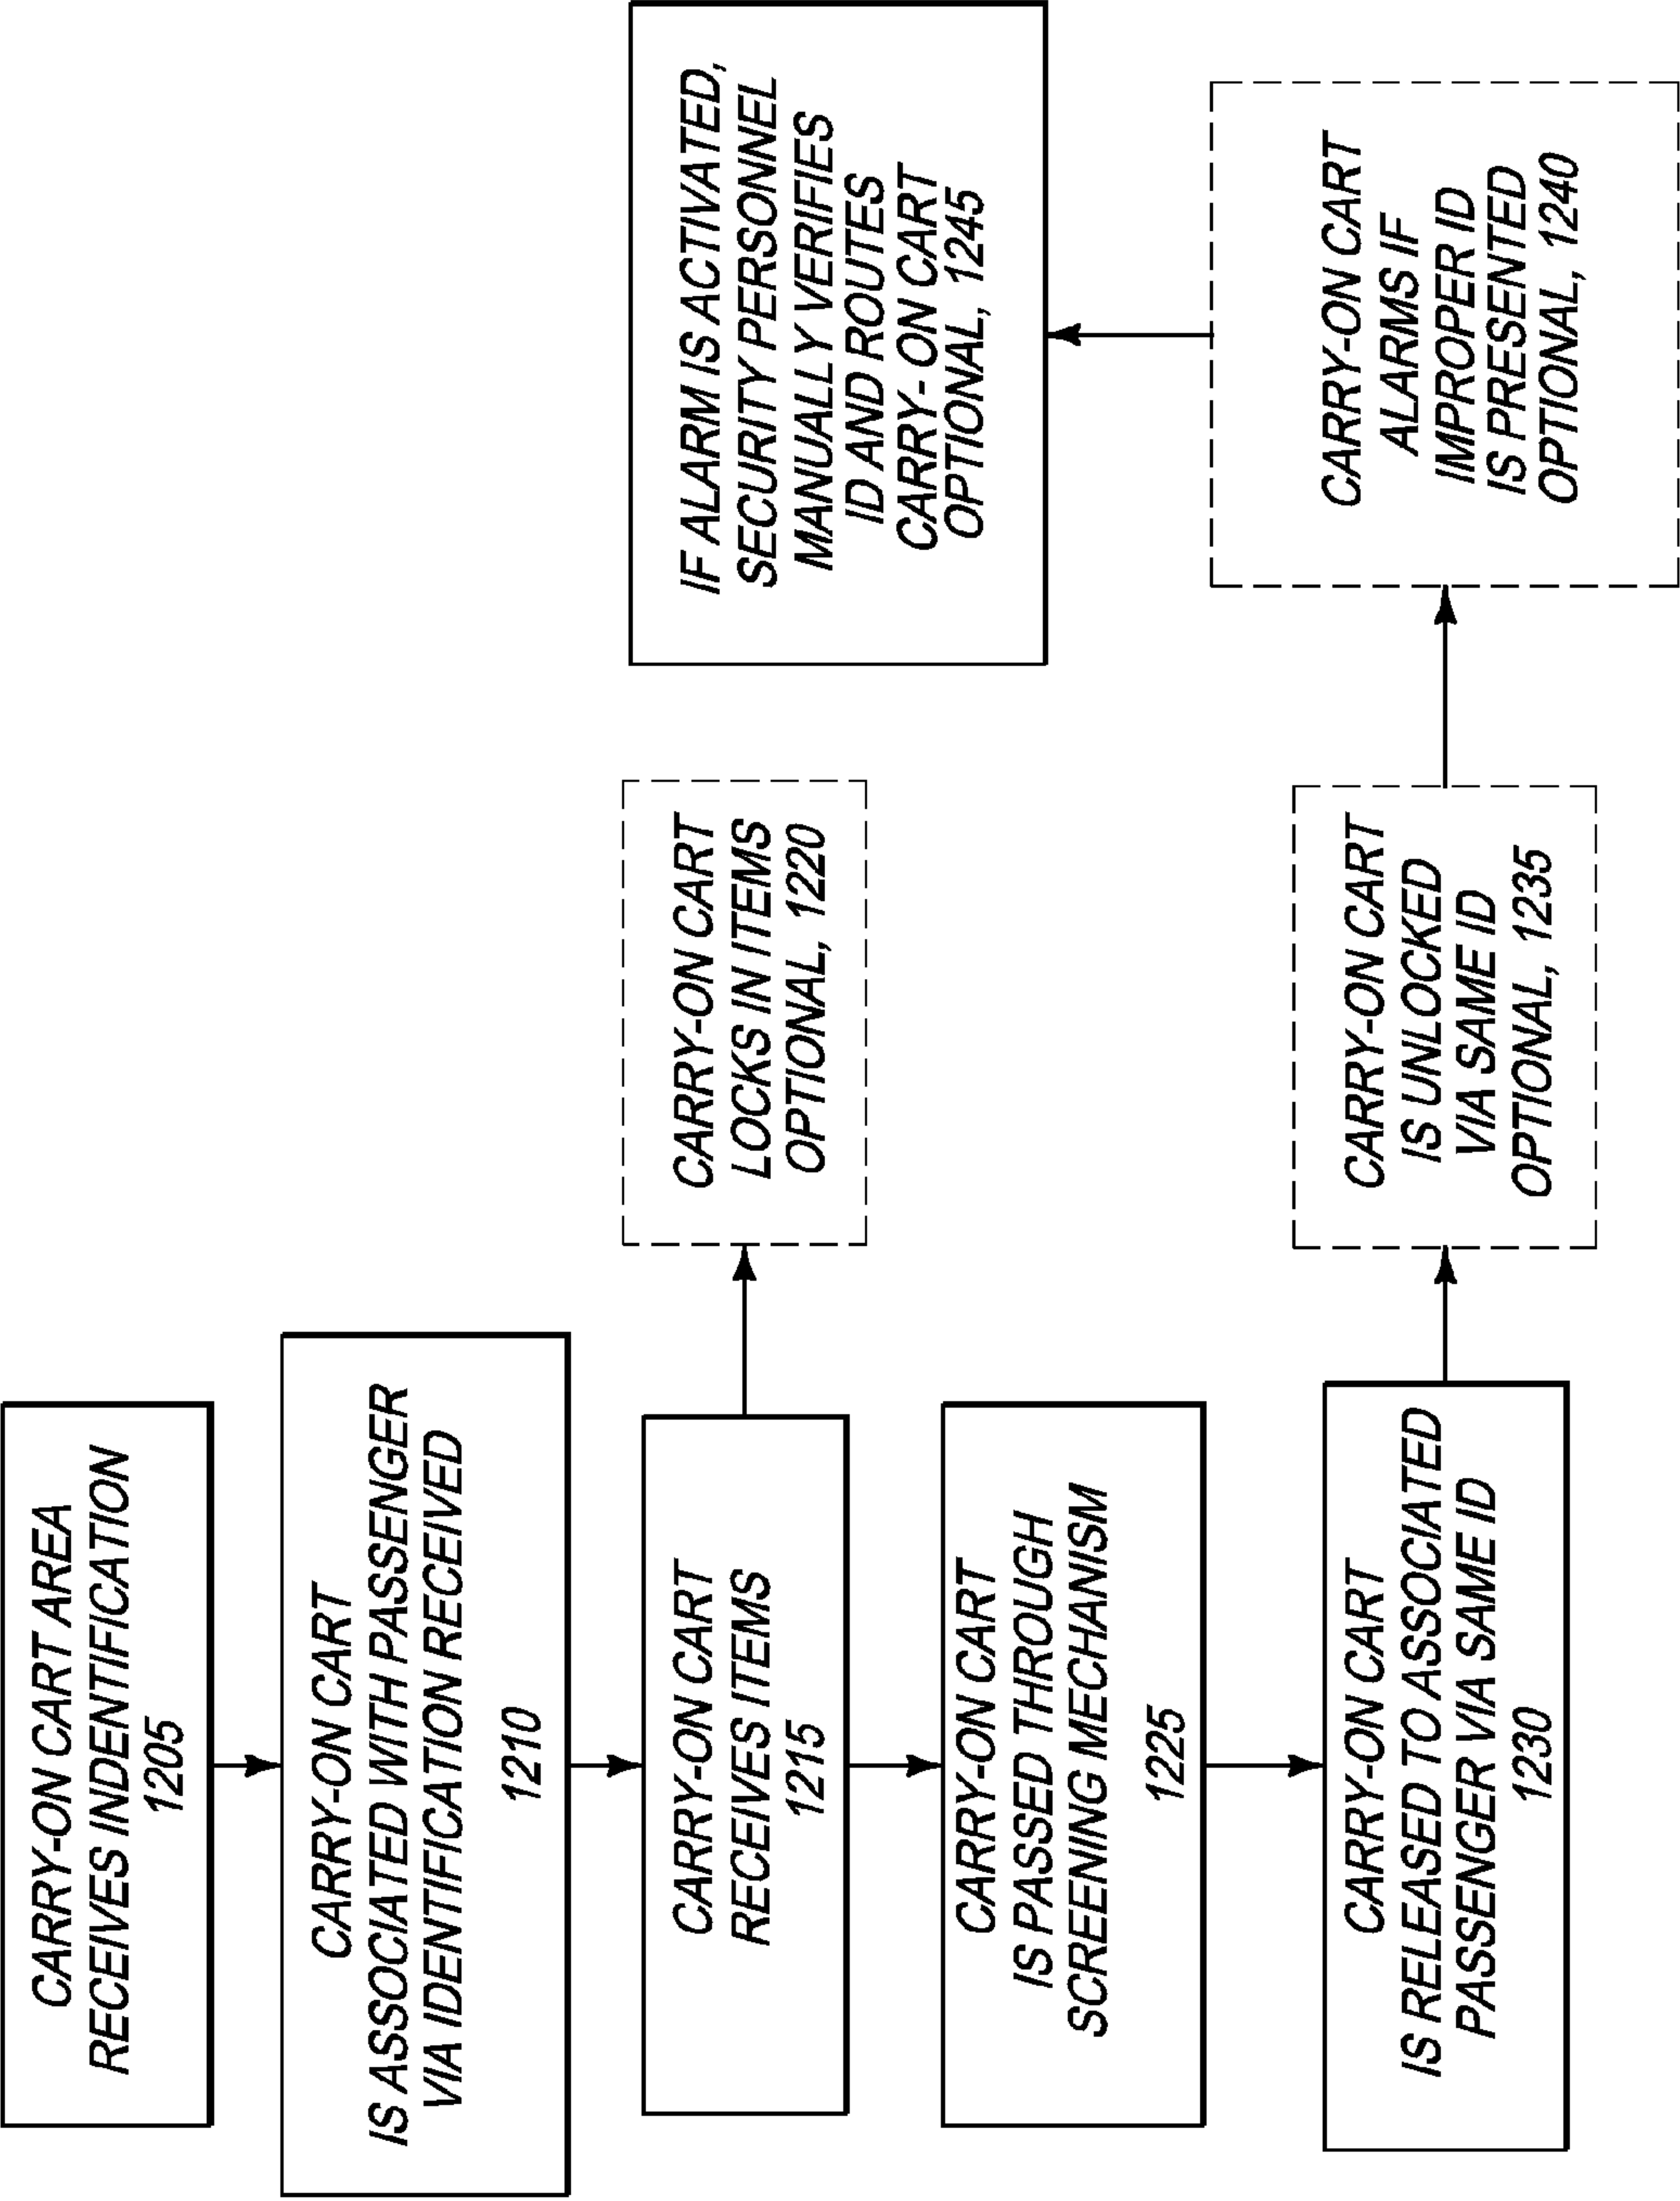 CARRY-ON CART AREA
RECEIVES INDENTIFICATION
1205
CARRY-ON CART
IS ASSOCIATED WITH PASSENGER
VIA IDENTIFICATION RECEIVED
1210
CARRY-ON CART
RECEIVES ITEMS
1215
CARRY-ON CART
LOCKS IN ITEMS
OPTIONAL, 1220
CARRY-ON CART
IS PASSED THROUGH
SCREENING MECHANISM
1225
CARRY-ON CART
IS RELEASED TO ASSOCIATED
PASSENGER VIA SAME ID
1230
CARRY-ON CART
IS UNLOCKED
VIA SAME ID
OPTIONAL, 1235
CARRY-ON CART
ALARMS IF
IMPROPER ID
IS PRESENTED
OPTIONAL, 1240
IF ALARM IS ACTIVATED,
SECURITY PERSONNEL
MANUALLY VERIFIES
ID AND ROUTES
CARRY- ON CART
OPTIONAL, 1245